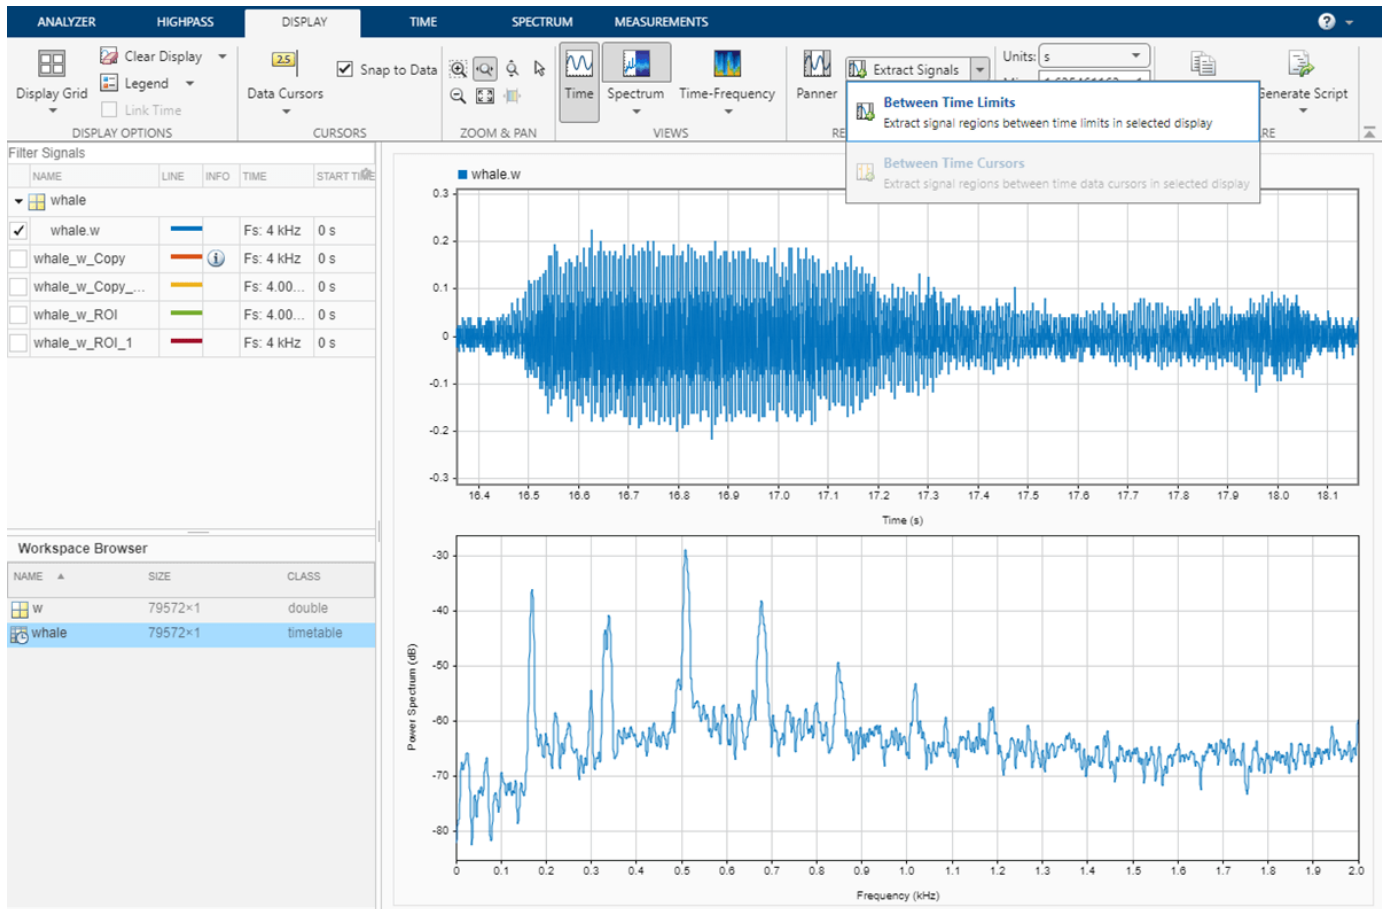 ANALYZER HIGHPASS DISPLAY TIME SPECTRUM MEASUREMENTS ?
Display Grid
Clear Display
Legend
Link Time
DISPLAY OPTIONS
2.5
Data Cursors
Snap to Data
CURSORS
ZOOM & PAN
Time Spectrum Time-Frequency
VIEWS
Panner
Extract Signals
Units: s
Generate Script
Between Time Limits
Extract signal regions between time limits in selected display
Between Time Cursors
Extract signal regions between time data cursors in selected display
Filter Signals
NAME LINE INFO TIME START TIME
whale
whale.w Fs: 4 kHz 0 s
whale_w_Copy i Fs: 4 kHz 0 s
whale_w_Copy_... Fs: 4.00... 0 s
whale_w_ROI Fs: 4.00... 0 s
whale_w_ROI_1 Fs: 4 kHz 0 s
Workspace Browser
NAME SIZE CLASS
w 79572×1 double
whale 79572×1 timetable
whale.w
0.3
0.2
0.1
0
-0.1
-0.2
-0.3
16.4 16.5 16.6 16.7 16.8 16.9 17.0 17.1 17.2 17.3 17.4 17.5 17.6 17.7 17.8 17.9 18.0 18.1
Time (s)
Power Spectrum (dB)
-30
-40
-50
-60
-70
-80
0 0.1 0.2 0.3 0.4 0.5 0.6 0.7 0.8 0.9 1.0 1.1 1.2 1.3 1.4 1.5 1.6 1.7 1.8 1.9 2.0
Frequency (kHz)